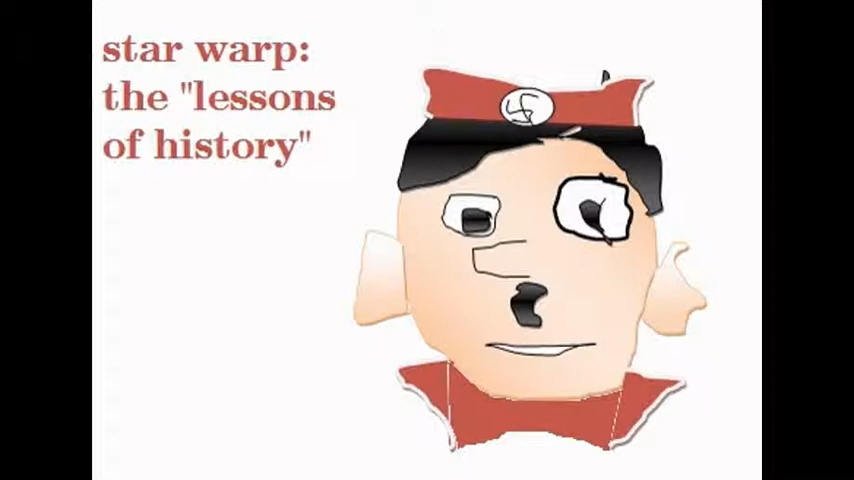 star warp:
the "lessons
of history"